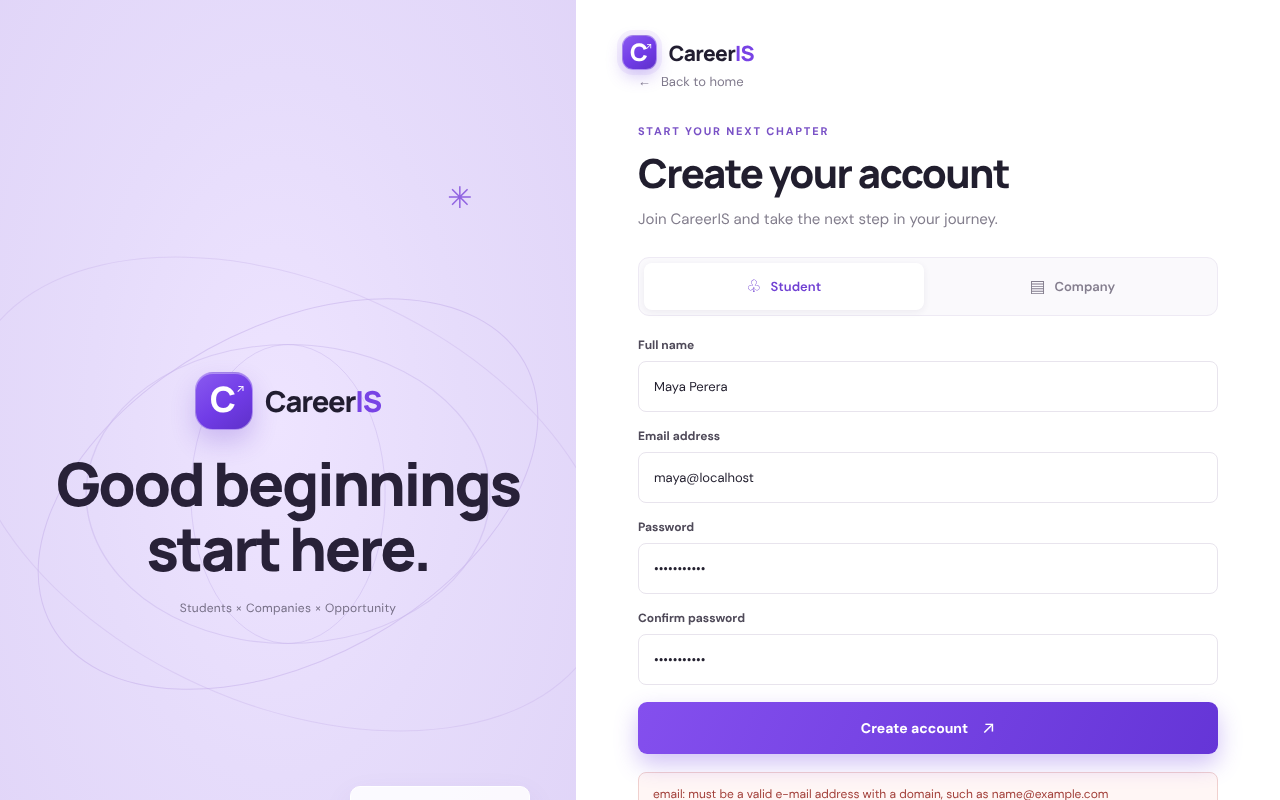 CareerIS
Good beginnings
start here.
Students × Companies × Opportunity
CareerIS
← Back to home
START YOUR NEXT CHAPTER
Create your account
Join CareerIS and take the next step in your journey.
Student
Company
Full name
Maya Perera
Email address
maya@localhost
Password
•••••••••••
Confirm password
•••••••••••
Create account
email: must be a valid e-mail address with a domain, such as name@example.com